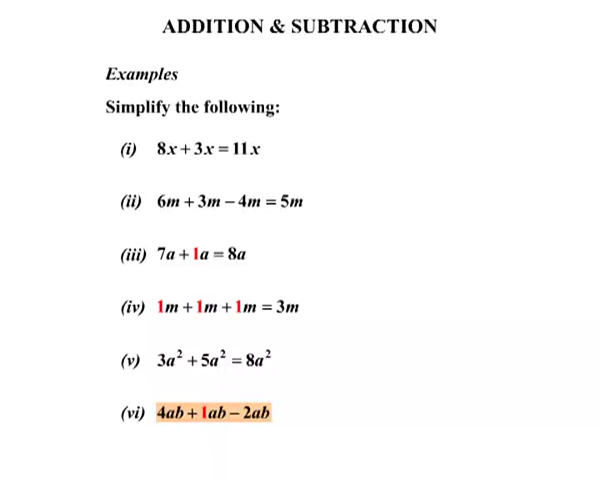 ADDITION & SUBTRACTION
Examples
Simplify the following:
(i) 8x + 3x = 11x
(ii) 6m + 3m – 4m = 5m
(iii) 7a + 1a = 8a
(iv) 1m + 1m + 1m = 3m
(v) 3a² + 5a² = 8a²
(vi) 4ab + 1ab – 2ab